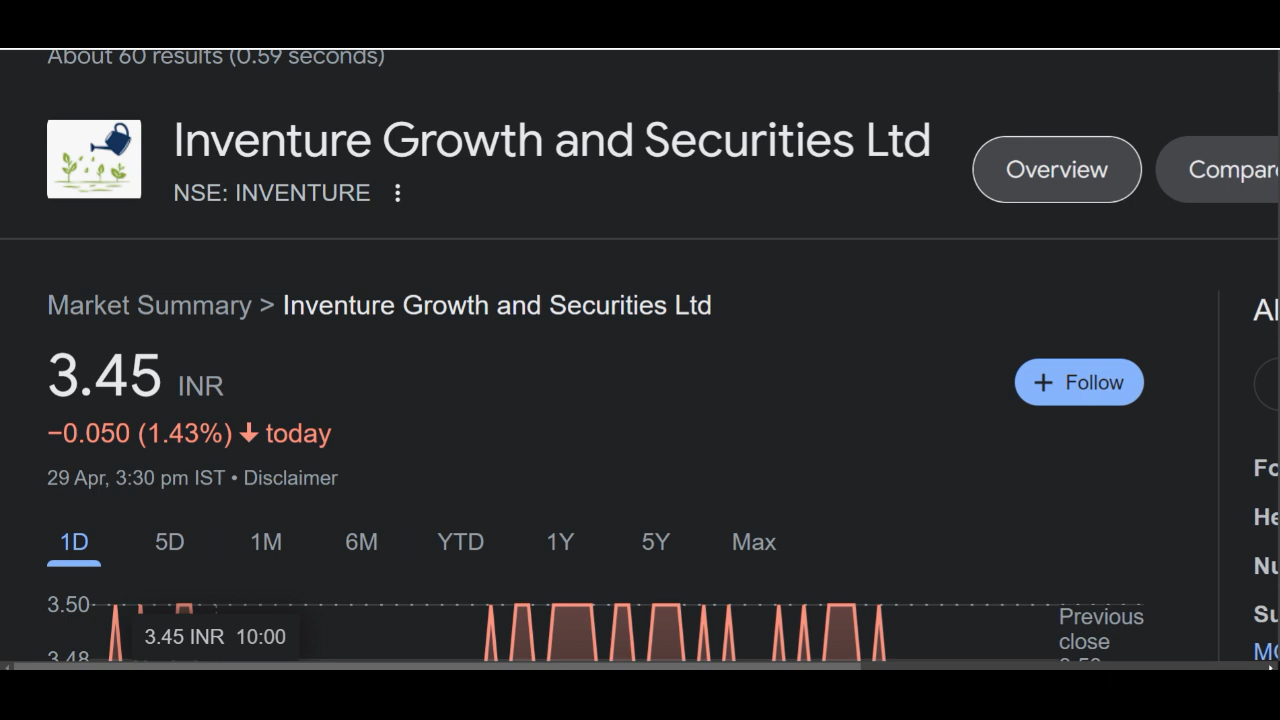 About 60 results (0.59 seconds)
Inventure Growth and Securities Ltd
NSE: INVENTURE
Overview
Market Summary > Inventure Growth and Securities Ltd
3.45 INR
+ Follow
−0.050 (1.43%) ↓ today
29 Apr, 3:30 pm IST • Disclaimer
1D 5D 1M 6M YTD 1Y 5Y Max
3.50
3.45 INR 10:00
3.48
Previous
close